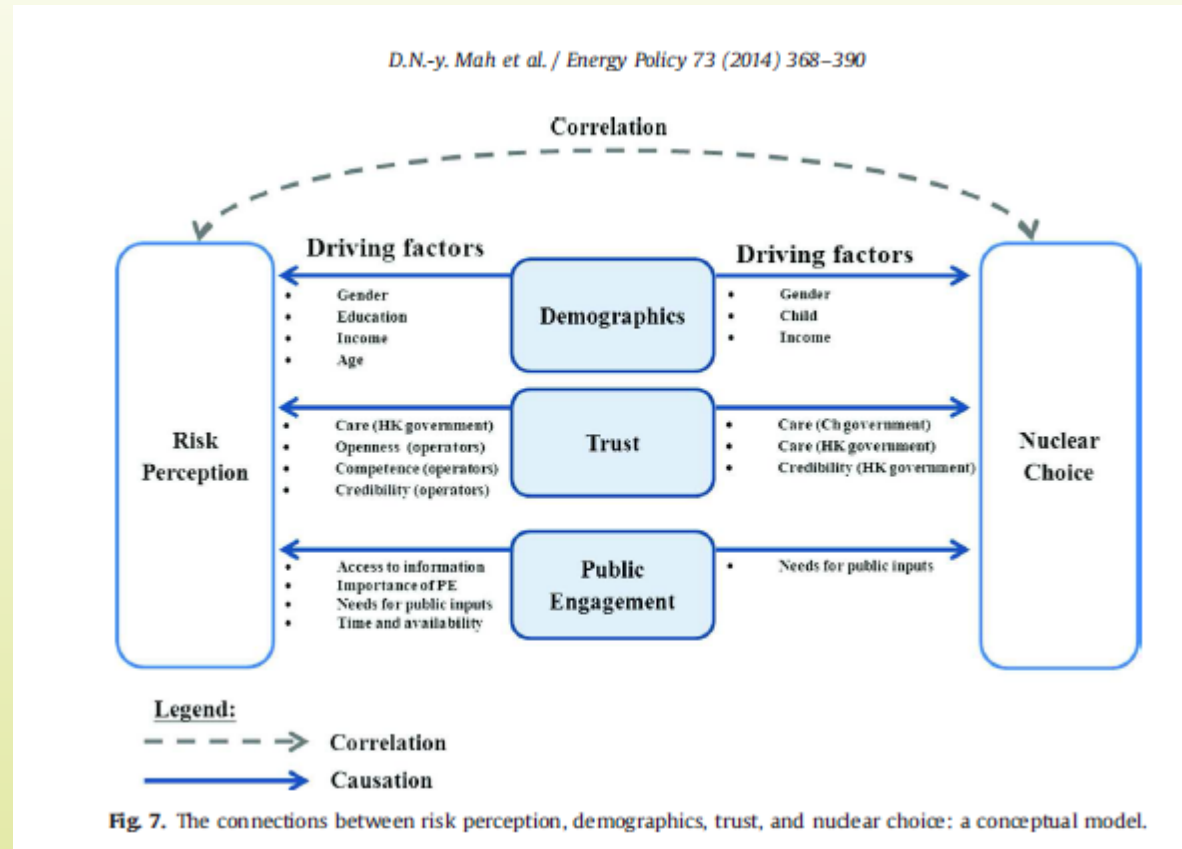 D.N.-y. Mah et al. / Energy Policy 73 (2014) 368–390
Correlation
Driving factors
Driving factors
• Gender
• Education
• Income
• Age
Demographics
• Gender
• Child
• Income
Risk
Perception
• Care (HK government)
• Openness (operators)
• Competence (operators)
• Credibility (operators)
Trust
• Care (Ch government)
• Care (HK government)
• Credibility (HK government)
Nuclear
Choice
• Access to information
• Importance of PE
• Needs for public inputs
• Time and availability
Public
Engagement
• Needs for public inputs
Legend:
Correlation
Causation
Fig. 7. The connections between risk perception, demographics, trust, and nuclear choice: a conceptual model.